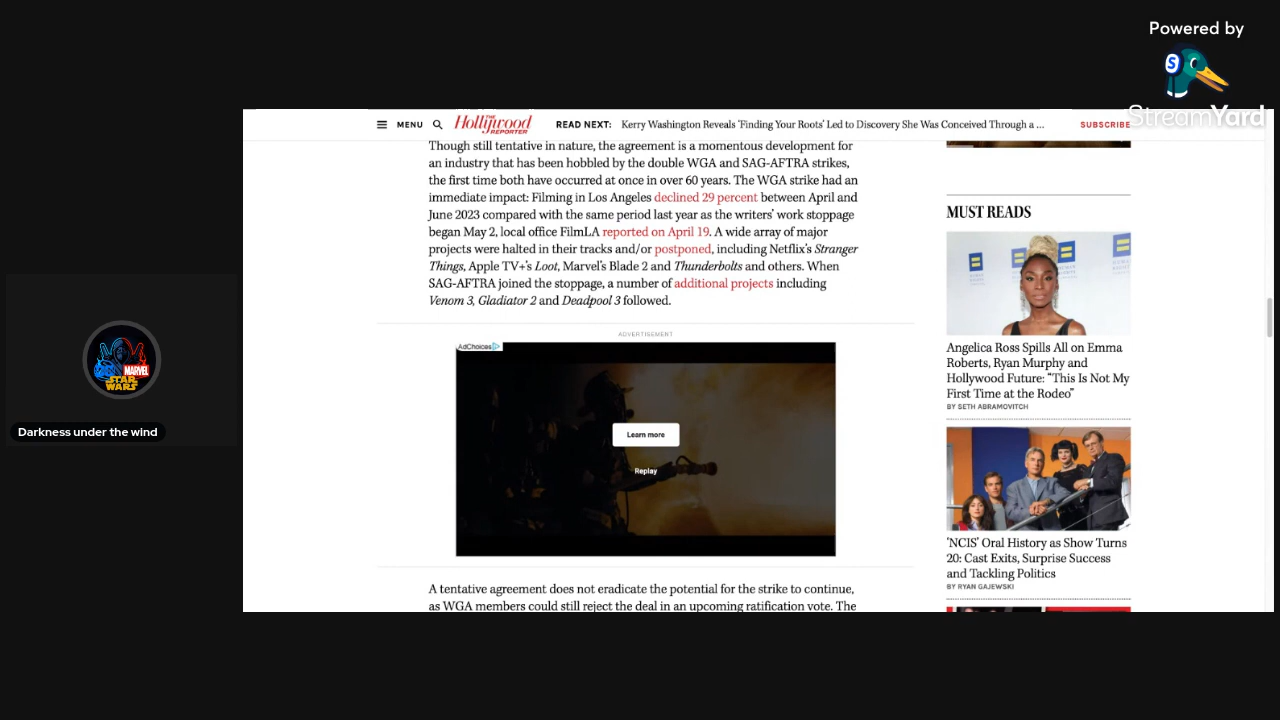 Powered by
S
StreamYard
MENU
THE
Hollywood
REPORTER
READ NEXT: Kerry Washington Reveals 'Finding Your Roots' Led to Discovery She Was Conceived Through a ...
SUBSCRIBE
Though still tentative in nature, the agreement is a momentous development for
an industry that has been hobbled by the double WGA and SAG-AFTRA strikes,
the first time both have occurred at once in over 60 years. The WGA strike had an
immediate impact: Filming in Los Angeles declined 29 percent between April and
June 2023 compared with the same period last year as the writers' work stoppage
began May 2, local office FilmLA reported on April 19. A wide array of major
projects were halted in their tracks and/or postponed, including Netflix's Stranger
Things, Apple TV+'s Loot, Marvel's Blade 2 and Thunderbolts and others. When
SAG-AFTRA joined the stoppage, a number of additional projects including
Venom 3, Gladiator 2 and Deadpool 3 followed.
ADVERTISEMENT
AdChoices
Learn more
Replay
A tentative agreement does not eradicate the potential for the strike to continue,
as WGA members could still reject the deal in an upcoming ratification vote. The
MUST READS
Angelica Ross Spills All on Emma
Roberts, Ryan Murphy and
Hollywood Future: "This Is Not My
First Time at the Rodeo"
BY SETH ABRAMOVITCH
'NCIS' Oral History as Show Turns
20: Cast Exits, Surprise Success
and Tackling Politics
BY RYAN GAJEWSKI
MARVEL
STAR
WARS
Darkness under the wind